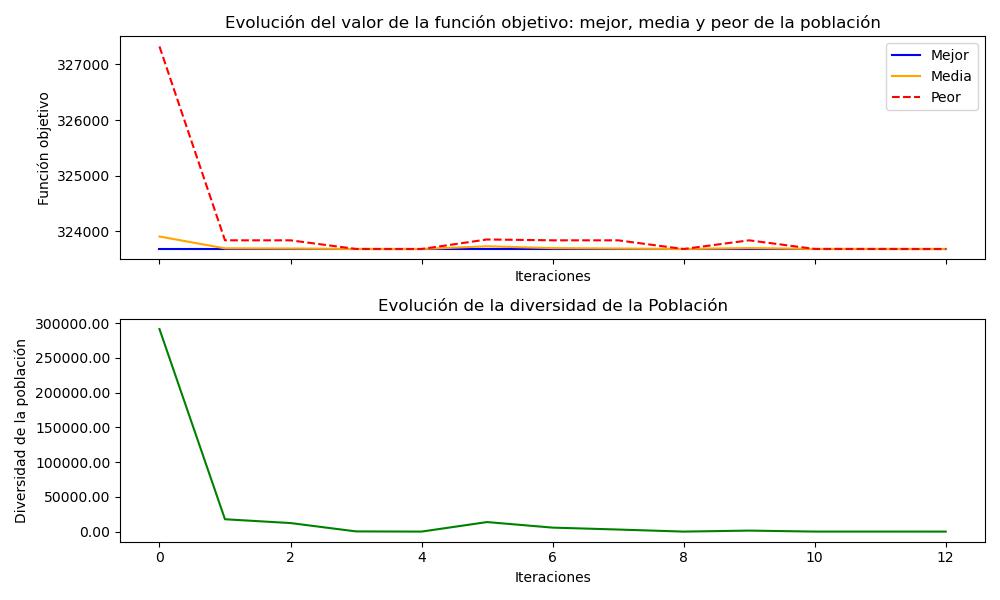 Evolución del valor de la función objetivo: mejor, media y peor de la población
Función objetivo
327000
326000
325000
324000
Mejor
Media
Peor
Iteraciones
Evolución de la diversidad de la Población
Diversidad de la población
300000.00
250000.00
200000.00
150000.00
100000.00
50000.00
0.00
0 2 4 6 8 10 12
Iteraciones